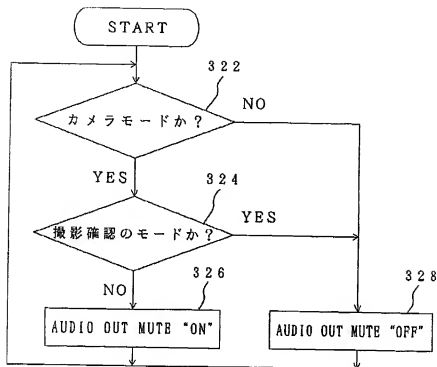 START
322
カメラモードか?
NO
YES
324
撮影確認のモードか?
YES
NO
326
AUDIO OUT MUTE “ON”
328
AUDIO OUT MUTE “OFF”